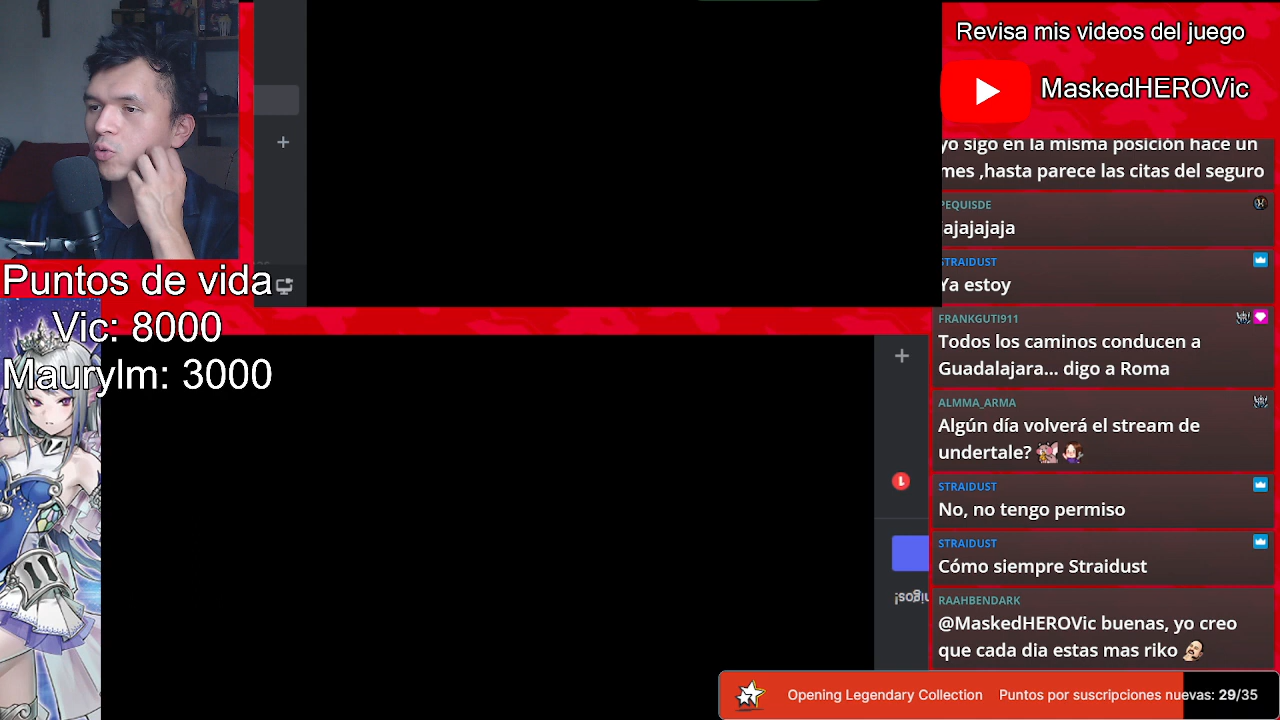 Revisa mis videos del juego
MaskedHEROVic
yo sigo en la misma posición hace un
mes ,hasta parece las citas del seguro
PEQUISDE
jajajajaja
STRAIDUST
Ya estoy
FRANKGUTI911
Todos los caminos conducen a
Guadalajara... digo a Roma
ALMMA_ARMA
Algún día volverá el stream de
undertale?
STRAIDUST
No, no tengo permiso
STRAIDUST
Cómo siempre Straidust
RAAHBENDARK
@MaskedHEROVic buenas, yo creo
que cada dia estas mas riko
Puntos de vida
Vic: 8000
Maurylm: 3000
1
Opening Legendary Collection Puntos por suscripciones nuevas: 29/35